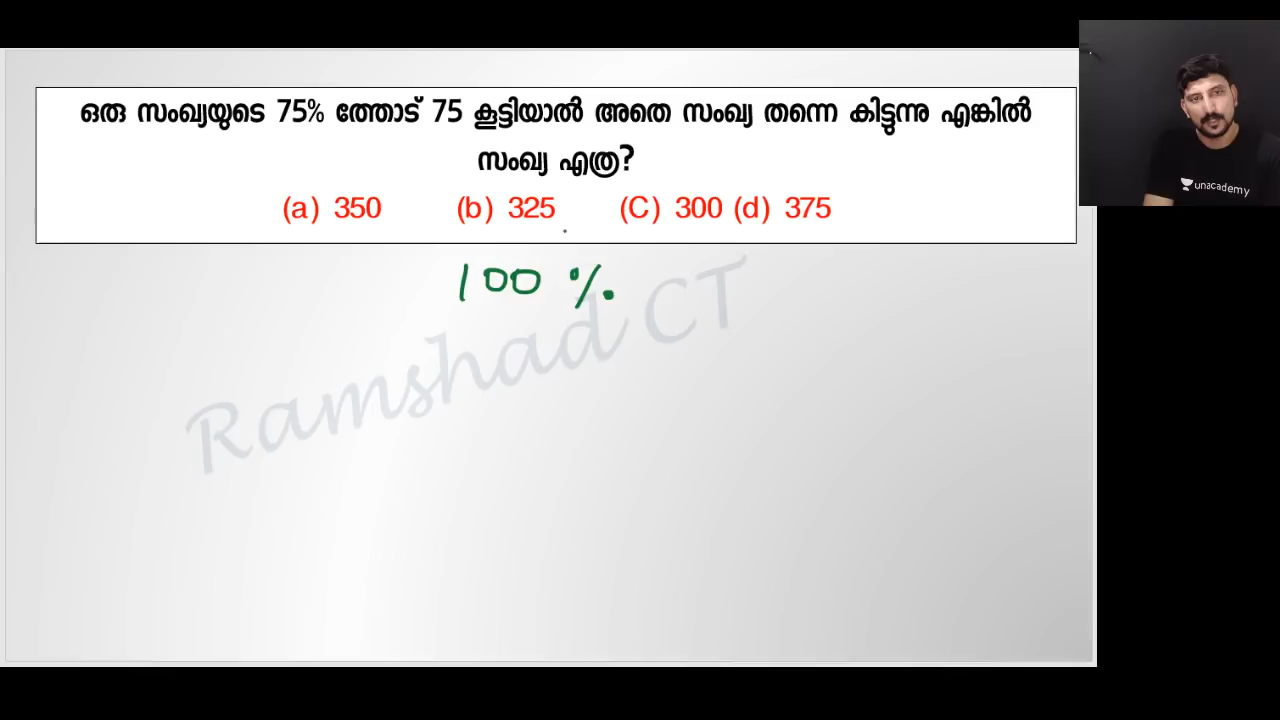 ഒരു സംഖ്യയുടെ 75% ത്തോട് 75 കൂട്ടിയാൽ അതെ സംഖ്യ തന്നെ കിട്ടുന്നു എങ്കിൽ
സംഖ്യ എത്ര?
(a) 350 (b) 325 (C) 300 (d) 375
100 %
Ramshad CT
unacademy